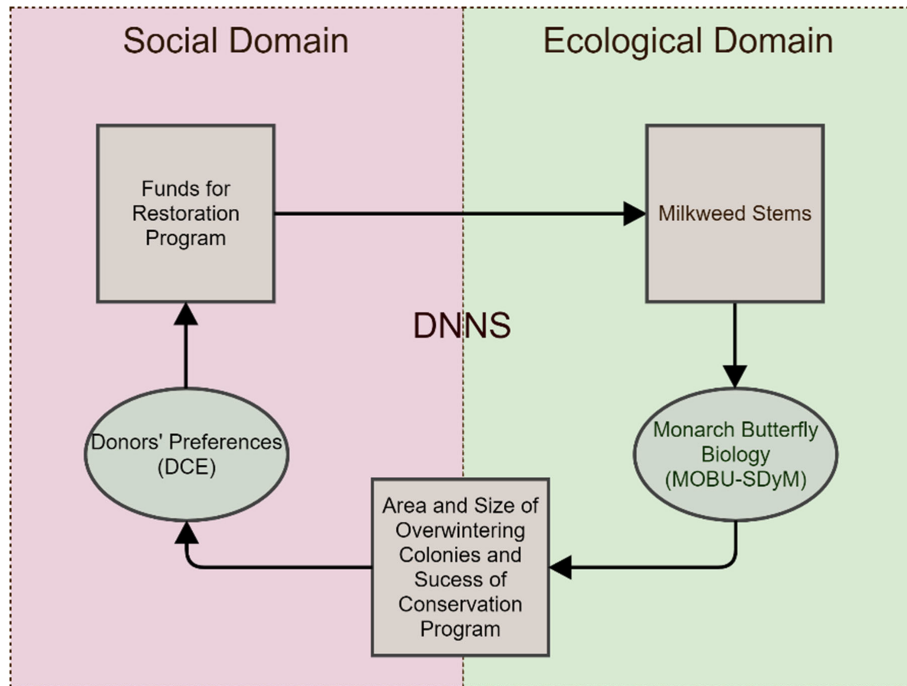 Social Domain
Ecological Domain
Funds for
Restoration
Program
Milkweed Stems
DNNS
Donors' Preferences
(DCE)
Monarch Butterfly
Biology
(MOBU-SDyM)
Area and Size of
Overwintering
Colonies and
Sucess of
Conservation
Program